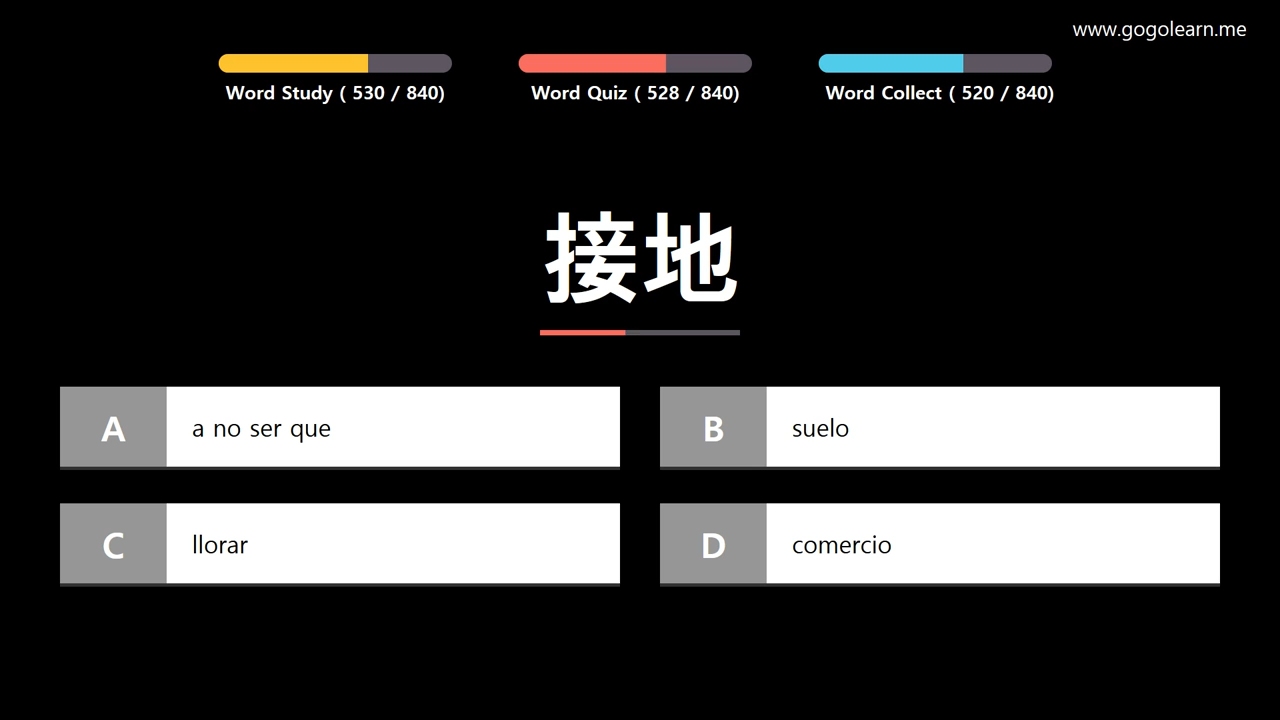 www.gogolearn.me
Word Study ( 530 / 840)
Word Quiz ( 528 / 840)
Word Collect ( 520 / 840)
接地
A a no ser que
B suelo
C llorar
D comercio